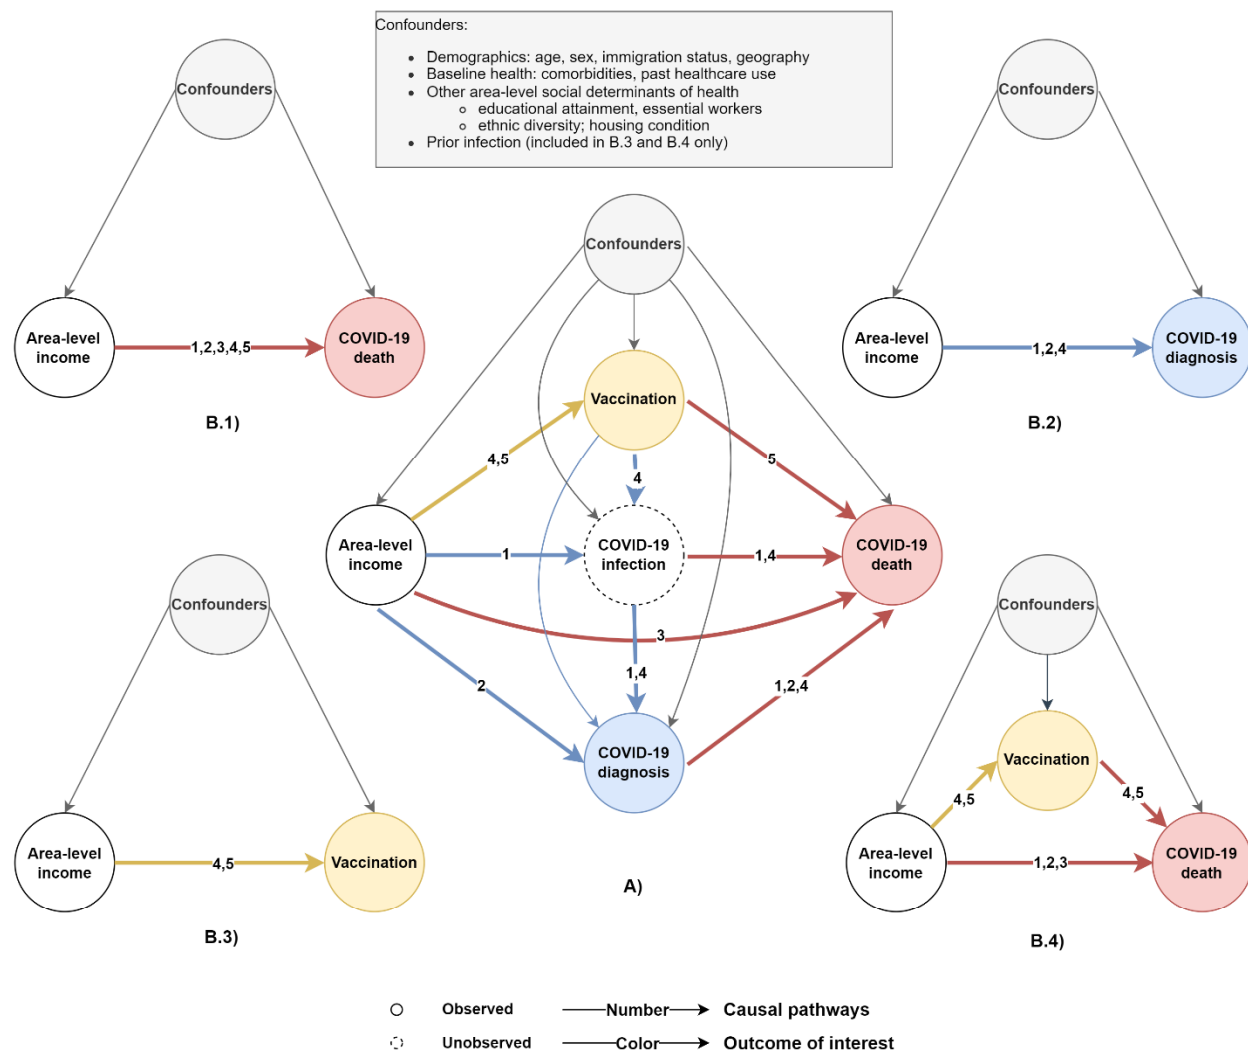 Confounders:
Demographics: age, sex, immigration status, geography
Baseline health: comorbidities, past healthcare use
Other area-level social determinants of health
educational attainment, essential workers
ethnic diversity; housing condition
Prior infection (included in B.3 and B.4 only)
Confounders
Area-level
income
1,2,3,4,5
COVID-19
death
B.1)
Confounders
Area-level
income
1,2,4
COVID-19
diagnosis
B.2)
Confounders
Vaccination
4,5
5
4
Area-level
income
1
COVID-19
infection
1,4
COVID-19
death
3
2
1,4
1,2,4
COVID-19
diagnosis
A)
Confounders
Area-level
income
4,5
Vaccination
B.3)
Confounders
Vaccination
4,5
4,5
Area-level
income
1,2,3
COVID-19
death
B.4)
Observed
Number
Causal pathways
Unobserved
Color
Outcome of interest